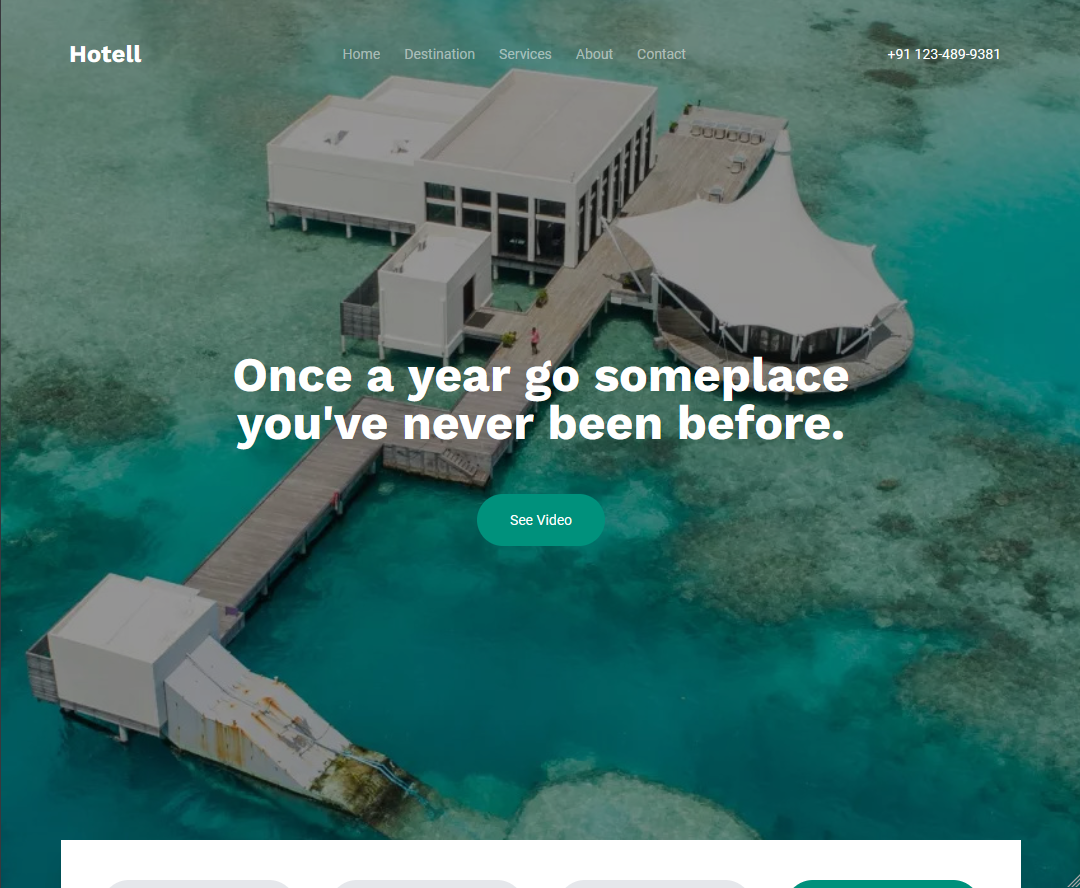 Hotell
Home Destination Services About Contact
+91 123-489-9381
Once a year go someplace
you've never been before.
See Video